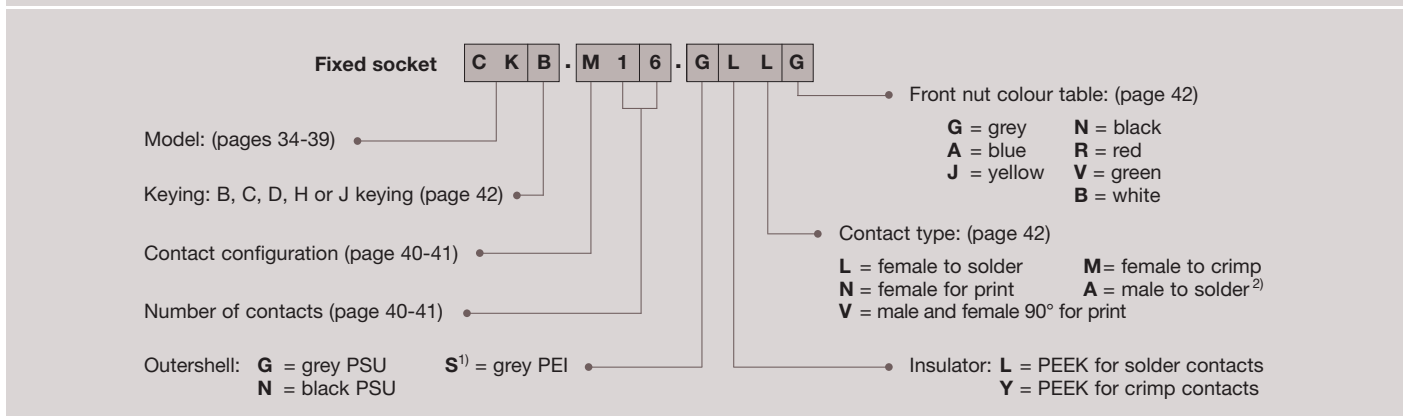 Fixed socket CKB.M16.GLLG
Front nut colour table: (page 42)
G = grey N = black
A = blue R = red
J = yellow V = green
B = white
Model: (pages 34-39)
Keying: B, C, D, H or J keying (page 42)
Contact type: (page 42)
L = female to solder M= female to crimp
N = female for print A = male to solder 2)
V = male and female 90° for print
Contact configuration (page 40-41)
Number of contacts (page 40-41)
Outershell: G = grey PSU S1) = grey PEI
N = black PSU
Insulator: L = PEEK for solder contacts
Y = PEEK for crimp contacts